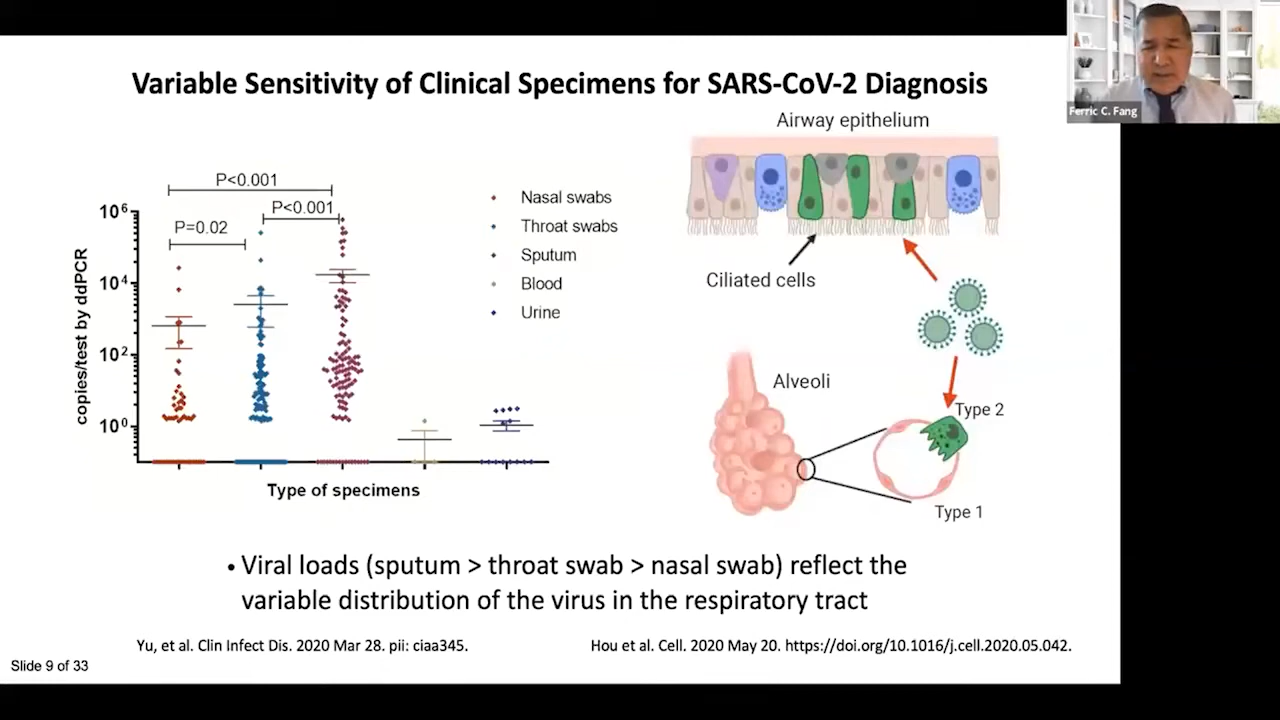 Ferric C. Fang
Variable Sensitivity of Clinical Specimens for SARS-CoV-2 Diagnosis
P<0.001
P<0.001
P=0.02
10⁶
10⁴
10²
10⁰
copies/test by ddPCR
Type of specimens
Nasal swabs
Throat swabs
Sputum
Blood
Urine
Airway epithelium
Ciliated cells
Alveoli
Type 2
Type 1
• Viral loads (sputum > throat swab > nasal swab) reflect the
variable distribution of the virus in the respiratory tract
Yu, et al. Clin Infect Dis. 2020 Mar 28. pii: ciaa345.
Hou et al. Cell. 2020 May 20. https://doi.org/10.1016/j.cell.2020.05.042.
Slide 9 of 33